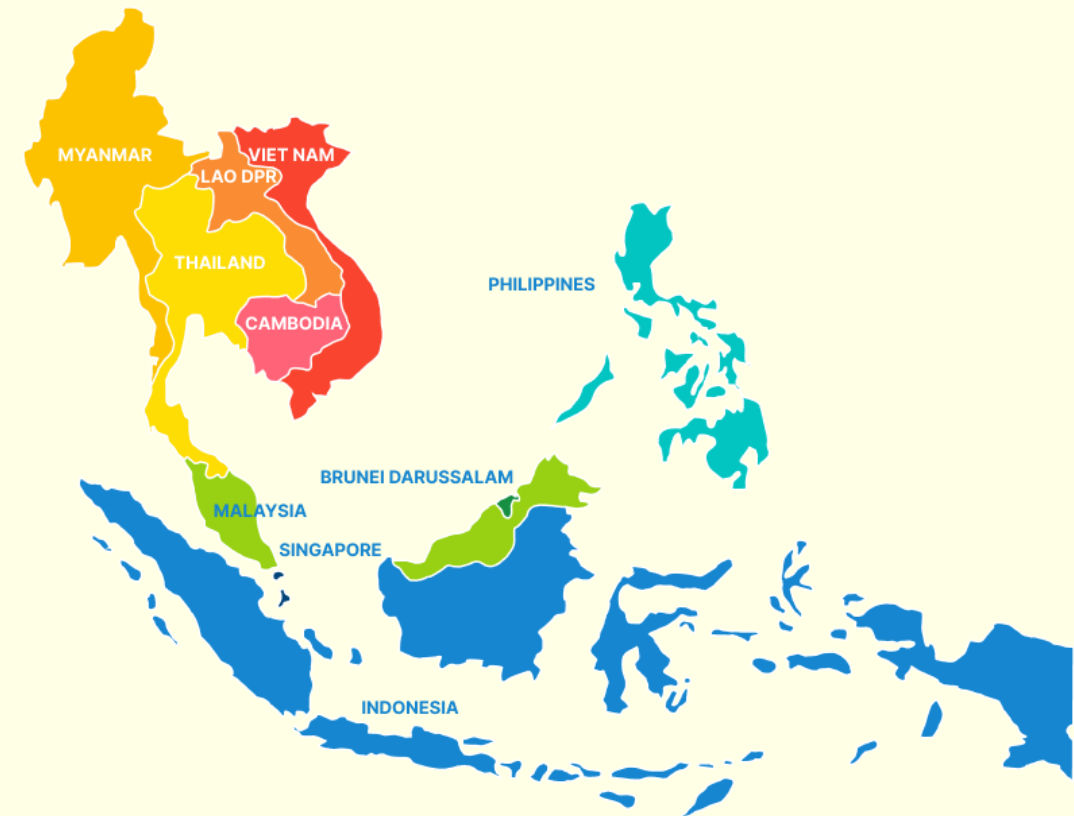 MYANMAR
VIET NAM
LAO DPR
THAILAND
PHILIPPINES
CAMBODIA
BRUNEI DARUSSALAM
MALAYSIA
SINGAPORE
INDONESIA